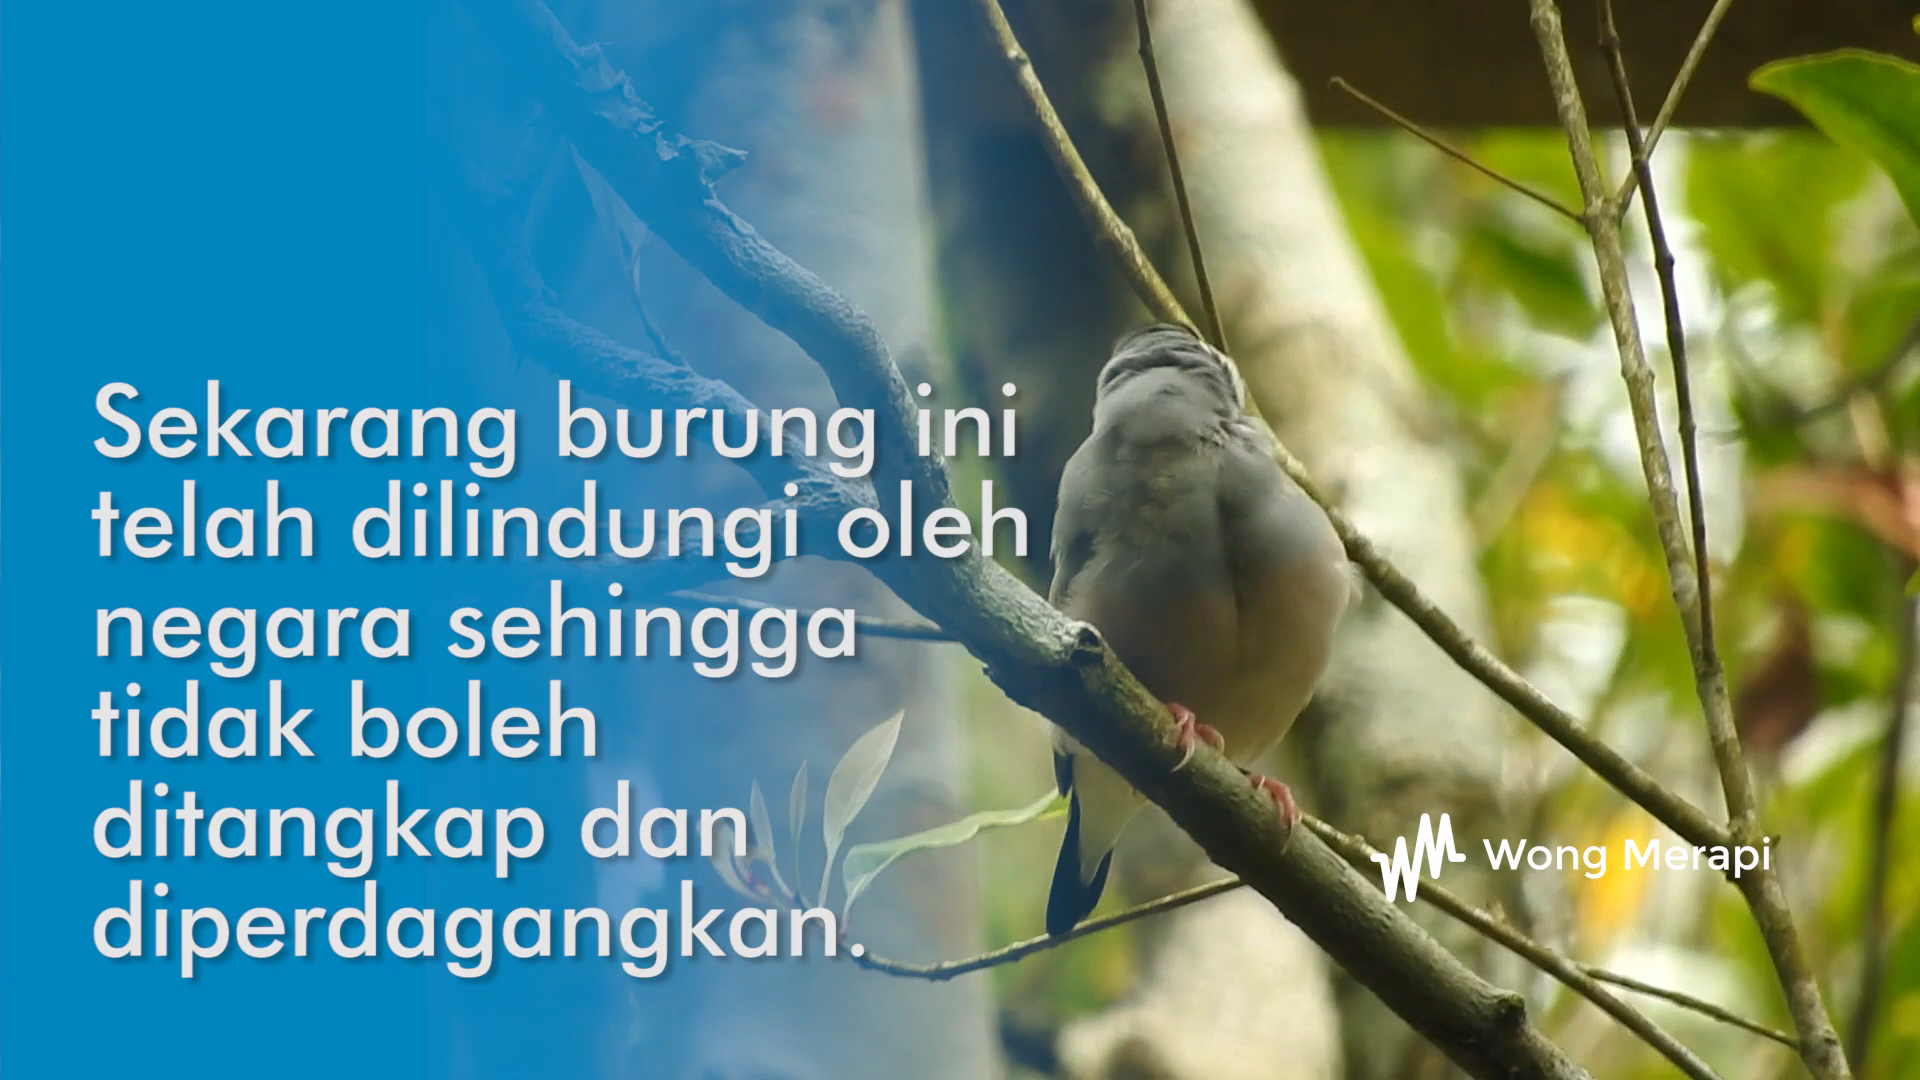 Sekarang burung ini
telah dilindungi oleh
negara sehingga
tidak boleh
ditangkap dan
diperdagangkan.
Wong Merapi